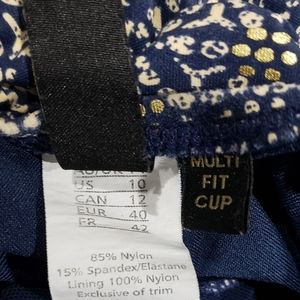 US 10
CAN 12
EUR 40
FR 42
85% Nylon
15% Spandex/Elastane
Lining 100% Nylon
Exclusive of trim
MULTI
FIT
CUP